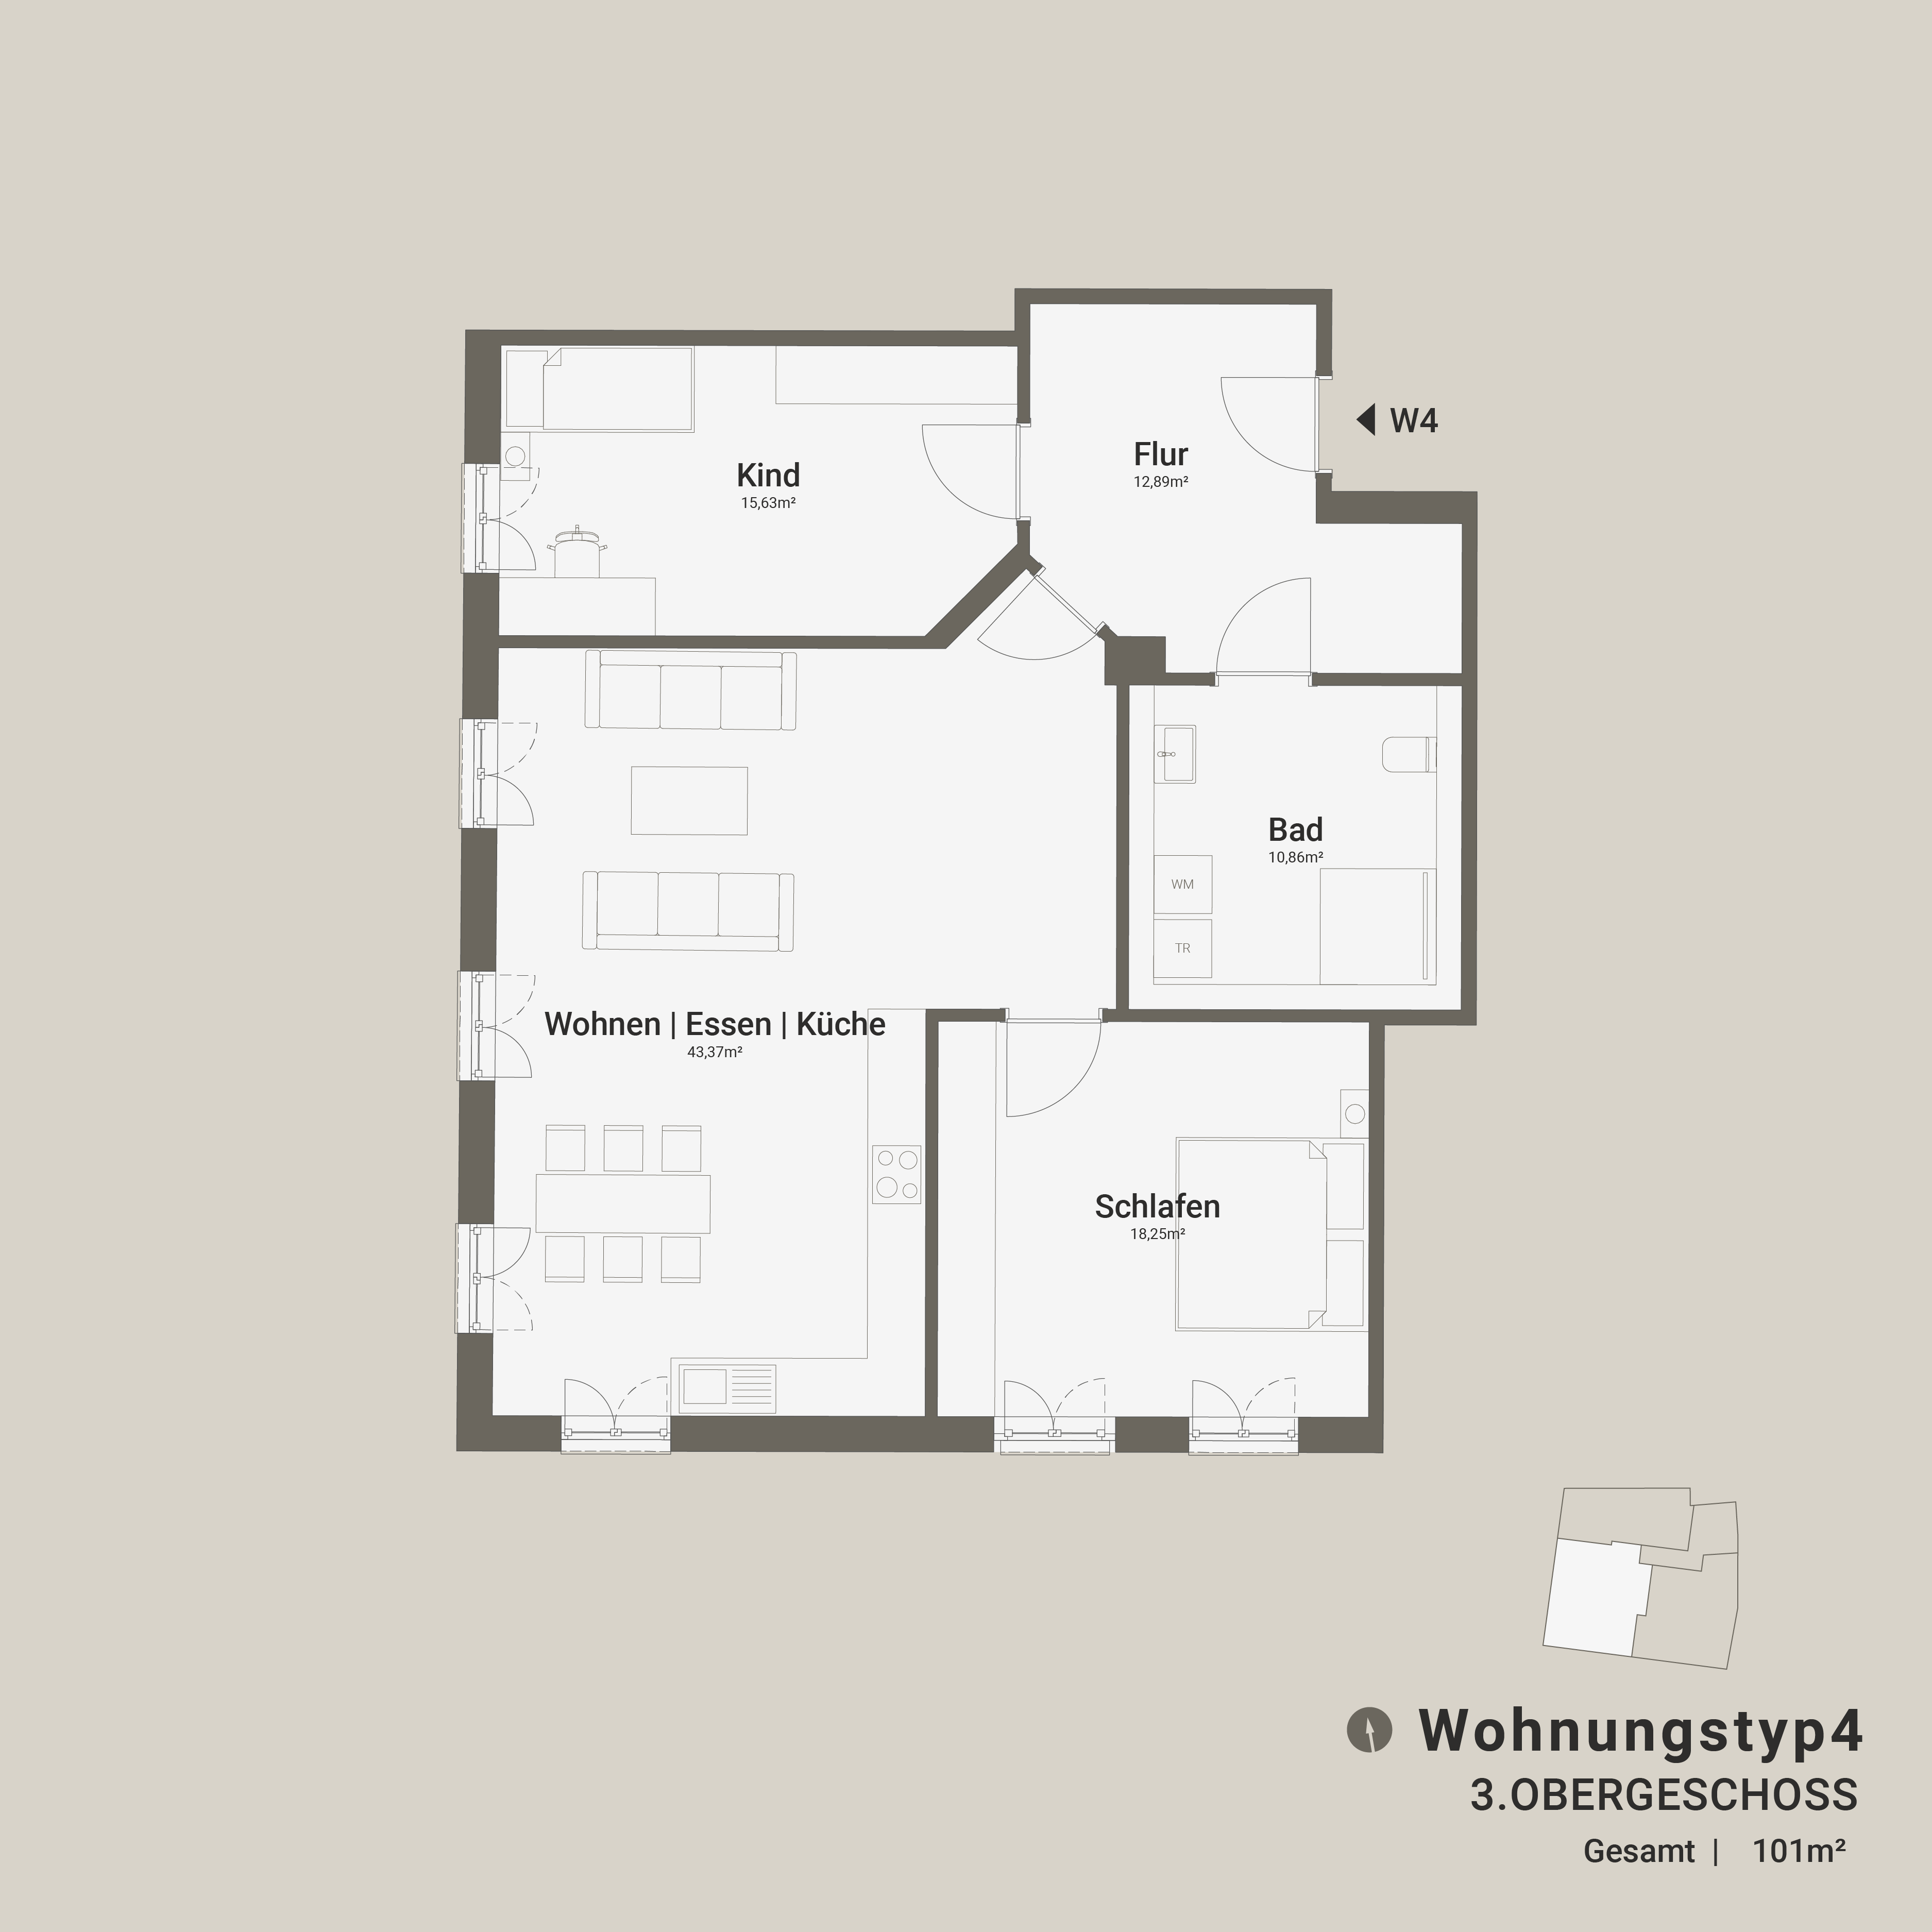 W4
Flur
12,89m²
Kind
15,63m²
Bad
10,86m²
WM
TR
Wohnen | Essen | Küche
43,37m²
Schlafen
18,25m²
Wohnungstyp4
3.OBERGESCHOSS
Gesamt | 101m²